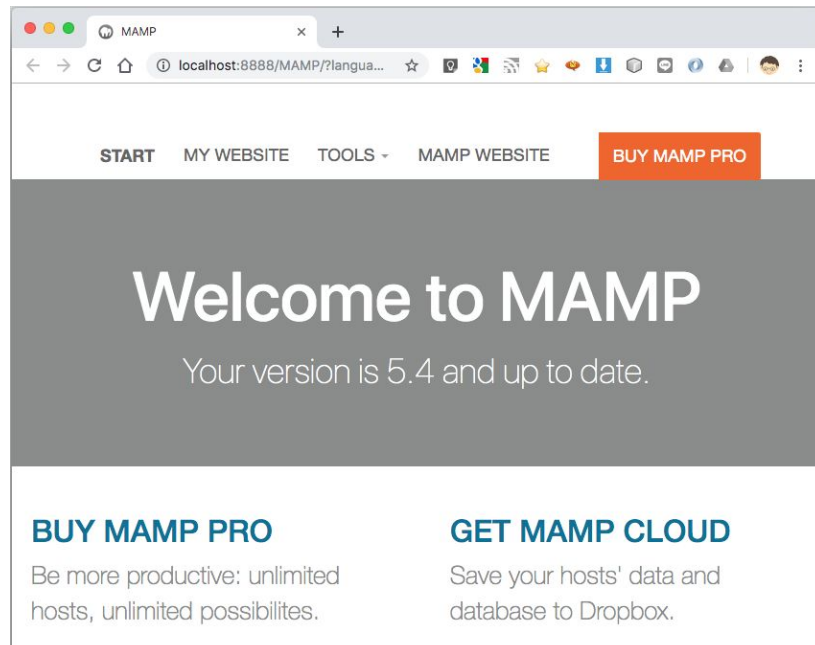 MAMP
localhost:8888/MAMP/?langua...
START MY WEBSITE TOOLS MAMP WEBSITE BUY MAMP PRO
Welcome to MAMP
Your version is 5.4 and up to date.
BUY MAMP PRO
Be more productive: unlimited
hosts, unlimited possibilites.
GET MAMP CLOUD
Save your hosts' data and
database to Dropbox.